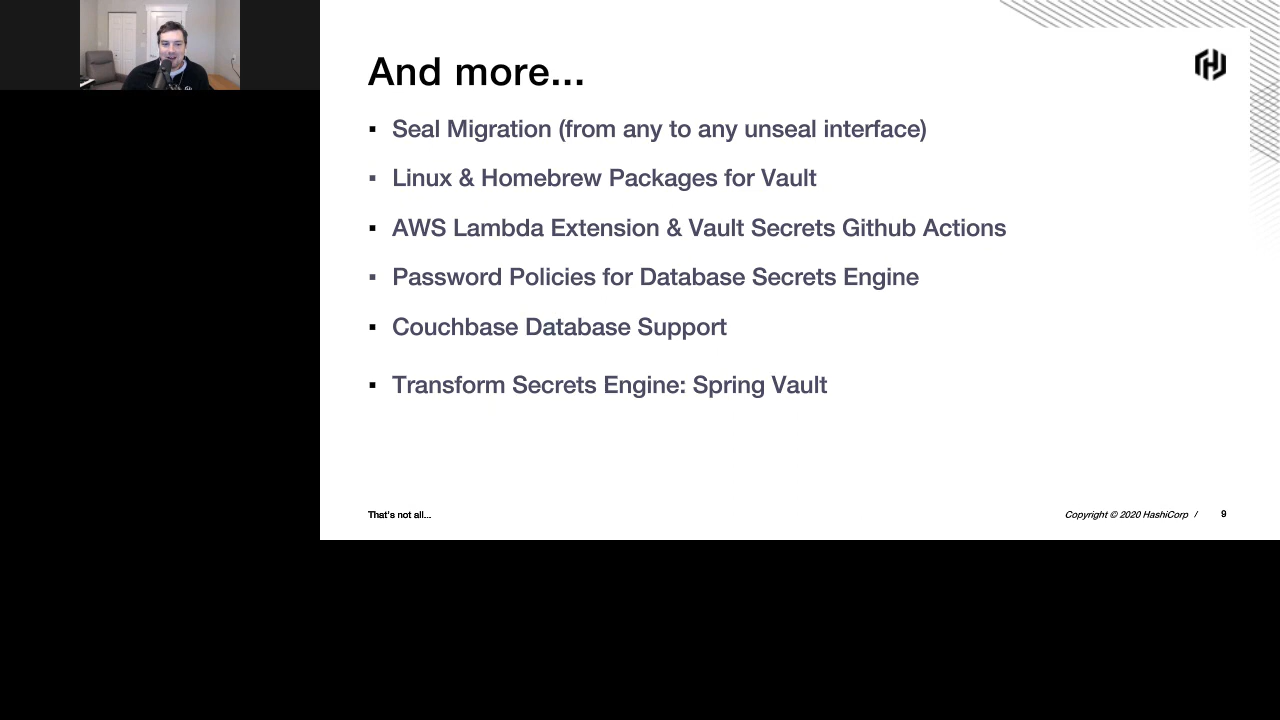 And more...
▪ Seal Migration (from any to any unseal interface)
▪ Linux & Homebrew Packages for Vault
▪ AWS Lambda Extension & Vault Secrets Github Actions
▪ Password Policies for Database Secrets Engine
▪ Couchbase Database Support
▪ Transform Secrets Engine: Spring Vault
That's not all...
Copyright © 2020 HashiCorp / 9